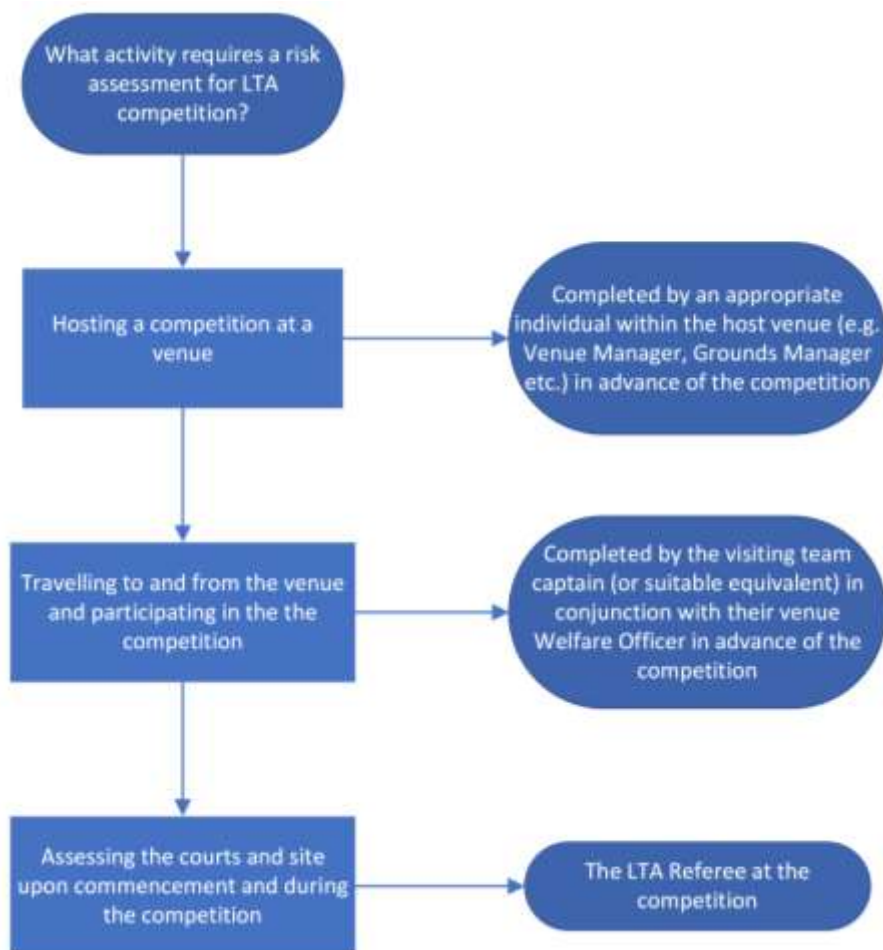 What activity requires a risk
assessment for LTA
competition?
Hosting a competition at a
venue
Completed by an appropriate
individual within the host venue (e.g.
Venue Manager, Grounds Manager
etc.) in advance of the competition
Travelling to and from the venue
and participating in the the
competition
Completed by the visiting team
captain (or suitable equivalent) in
conjunction with their venue
Welfare Officer in advance of the
competition
Assessing the courts and site
upon commencement and during
the competition
The LTA Referee at the
competition